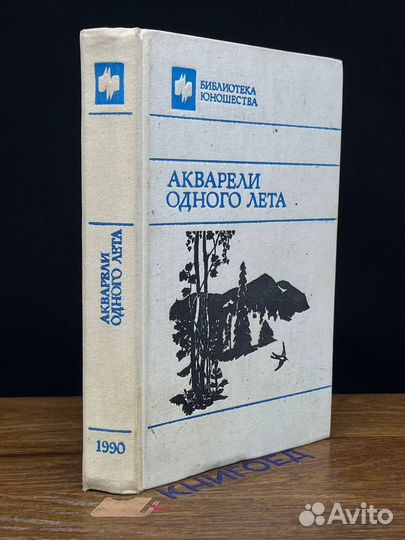 БИБЛИОТЕКА
ЮНОШЕСТВА
АКВАРЕЛИ
ОДНОГО ЛЕТА
АКВАРЕЛИ
ОДНОГО ЛЕТА
1990
КНИГОЕД
Avito